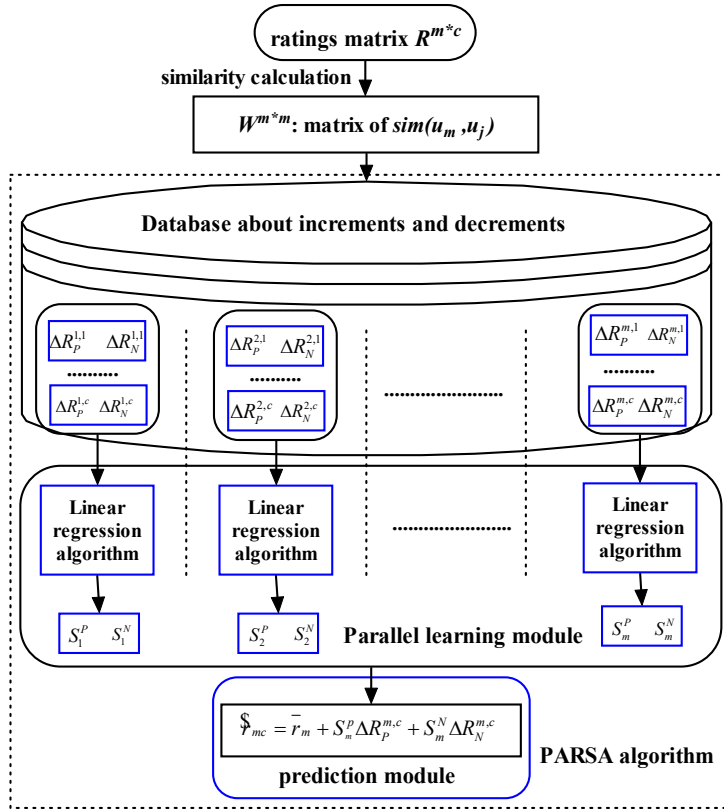 ratings matrix R^{m*c}
similarity calculation
W^{m*m}: matrix of sim(u_m ,u_j)
Database about increments and decrements
ΔR_P^{1,1} ΔR_N^{1,1} ΔR_P^{2,1} ΔR_N^{2,1} ΔR_P^{m,1} ΔR_N^{m,1}
.......... .......... ..........
ΔR_P^{1,c} ΔR_N^{1,c} ΔR_P^{2,c} ΔR_N^{2,c} ........................ ΔR_P^{m,c} ΔR_N^{m,c}
Linear
regression
algorithm
Linear
regression
algorithm
........................
Linear
regression
algorithm
S_1^P S_1^N S_2^P S_2^N S_m^P S_m^N
Parallel learning module
$r_{mc} = \bar{r}_m + S_m^p ΔR_P^{m,c} + S_m^N ΔR_N^{m,c}
prediction module
PARSA algorithm